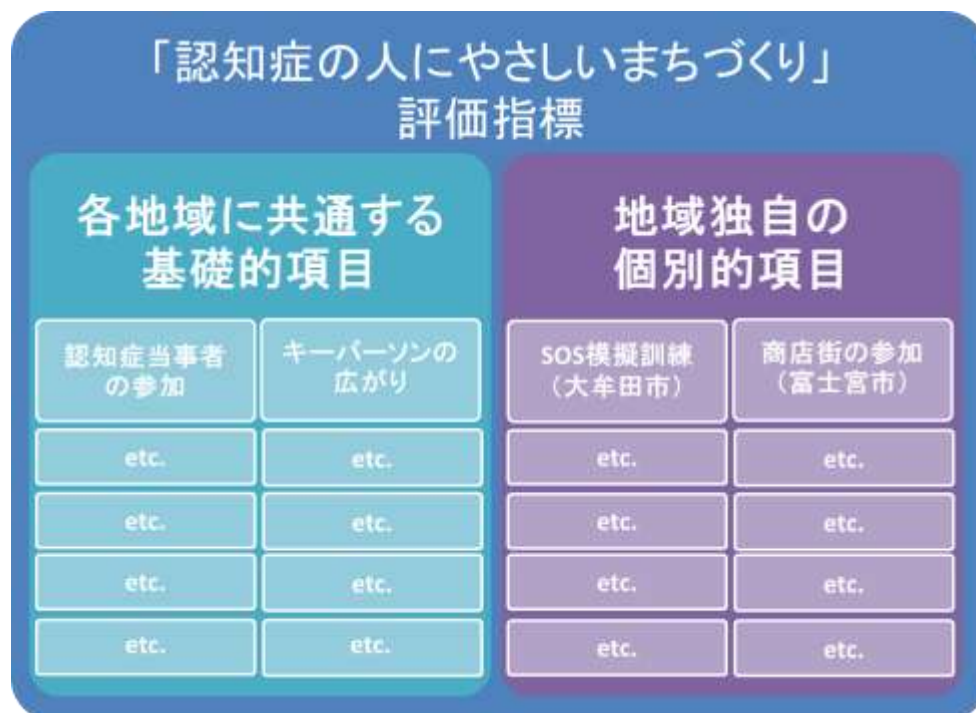 「認知症の人にやさしいまちづくり」
評価指標
各地域に共通する
基礎的項目
認知症当事者
の参加
キーパーソンの
広がり
etc.
etc.
etc.
etc.
etc.
etc.
etc.
etc.
地域独自の
個別的項目
SOS模擬訓練
（大牟田市）
商店街の参加
（富士宮市）
etc.
etc.
etc.
etc.
etc.
etc.
etc.
etc.